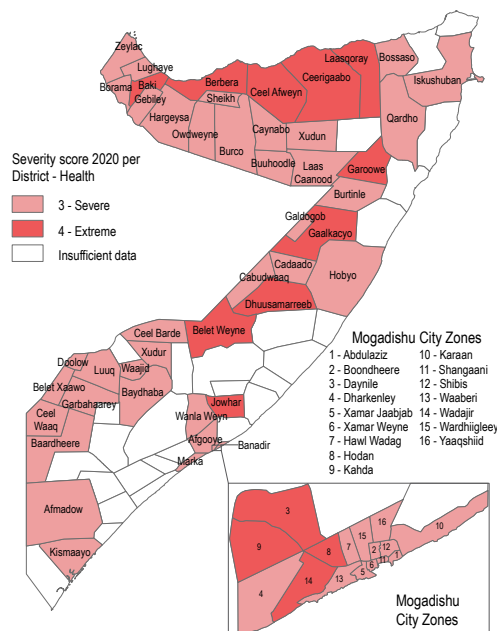 Zeylac
Lughaye
Borama
Baki
Gebiley
Berbera
Sheikh
Hargeysa
Owdweyne
Burco
Ceel Afweyn
Ceerigaabo
Laasqoray
Bossaso
Iskushuban
Qardho
Caynabo
Xudun
Buuhoodle
Laas
Caanood
Garoowe
Burtinle
Galdogob
Gaalkacyo
Cadaado
Cabudwaaq
Hobyo
Dhuusamarreeb
Severity score 2020 per
District - Health
3 - Severe
4 - Extreme
Insufficient data
Belet Weyne
Ceel Barde
Xudur
Doolow
Luuq
Waajid
Belet Xaawo
Garbahaarey
Baydhaba
Ceel
Waaq
Baardheere
Jowhar
Wanla Weyn
Afgooye
Banadir
Marka
Afmadow
Kismaayo
Mogadishu City Zones
1 - Abdulaziz
2 - Boondheere
3 - Daynile
4 - Dharkenley
5 - Xamar Jaabjab
6 - Xamar Weyne
7 - Hawl Wadag
8 - Hodan
9 - Kahda
10 - Karaan
11 - Shangaani
12 - Shibis
13 - Waaberi
14 - Wadajir
15 - Wardhiigleey
16 - Yaaqshiid
3
16
10
15
9
8
7
2
12
1
11
6
5
4
14
13
Mogadishu
City Zones